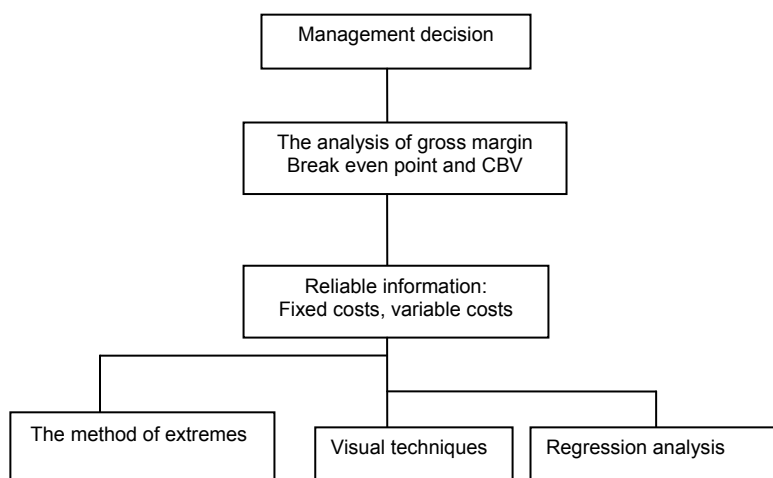 Management decision
The analysis of gross margin
Break even point and CBV
Reliable information:
Fixed costs, variable costs
The method of extremes
Visual techniques
Regression analysis